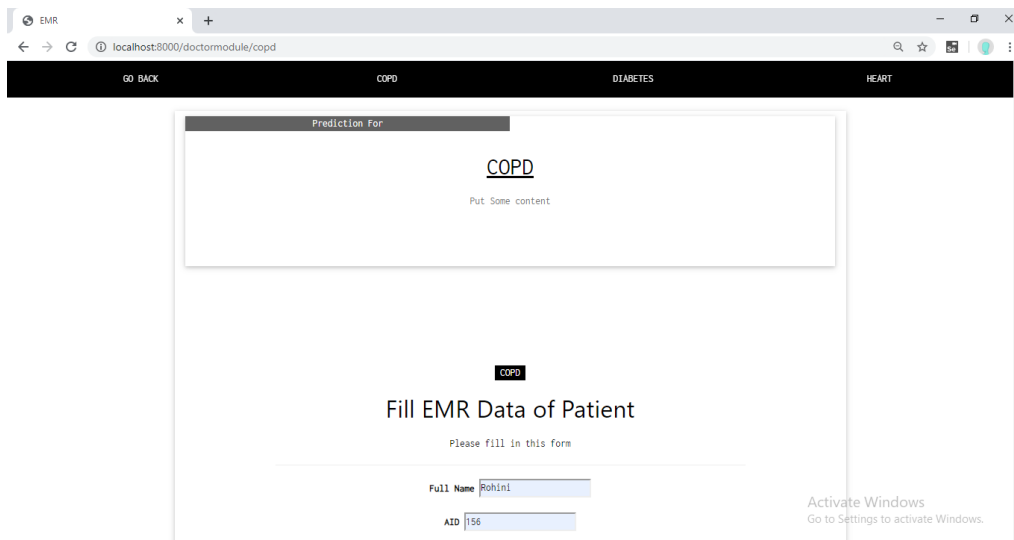 EMR
localhost:8000/doctormodule/copd
Se
GO BACK COPD DIABETES HEART
Prediction For
COPD
Put Some content
COPD
Fill EMR Data of Patient
Please fill in this form
Full Name Rohini
AID 156
Activate Windows
Go to Settings to activate Windows.